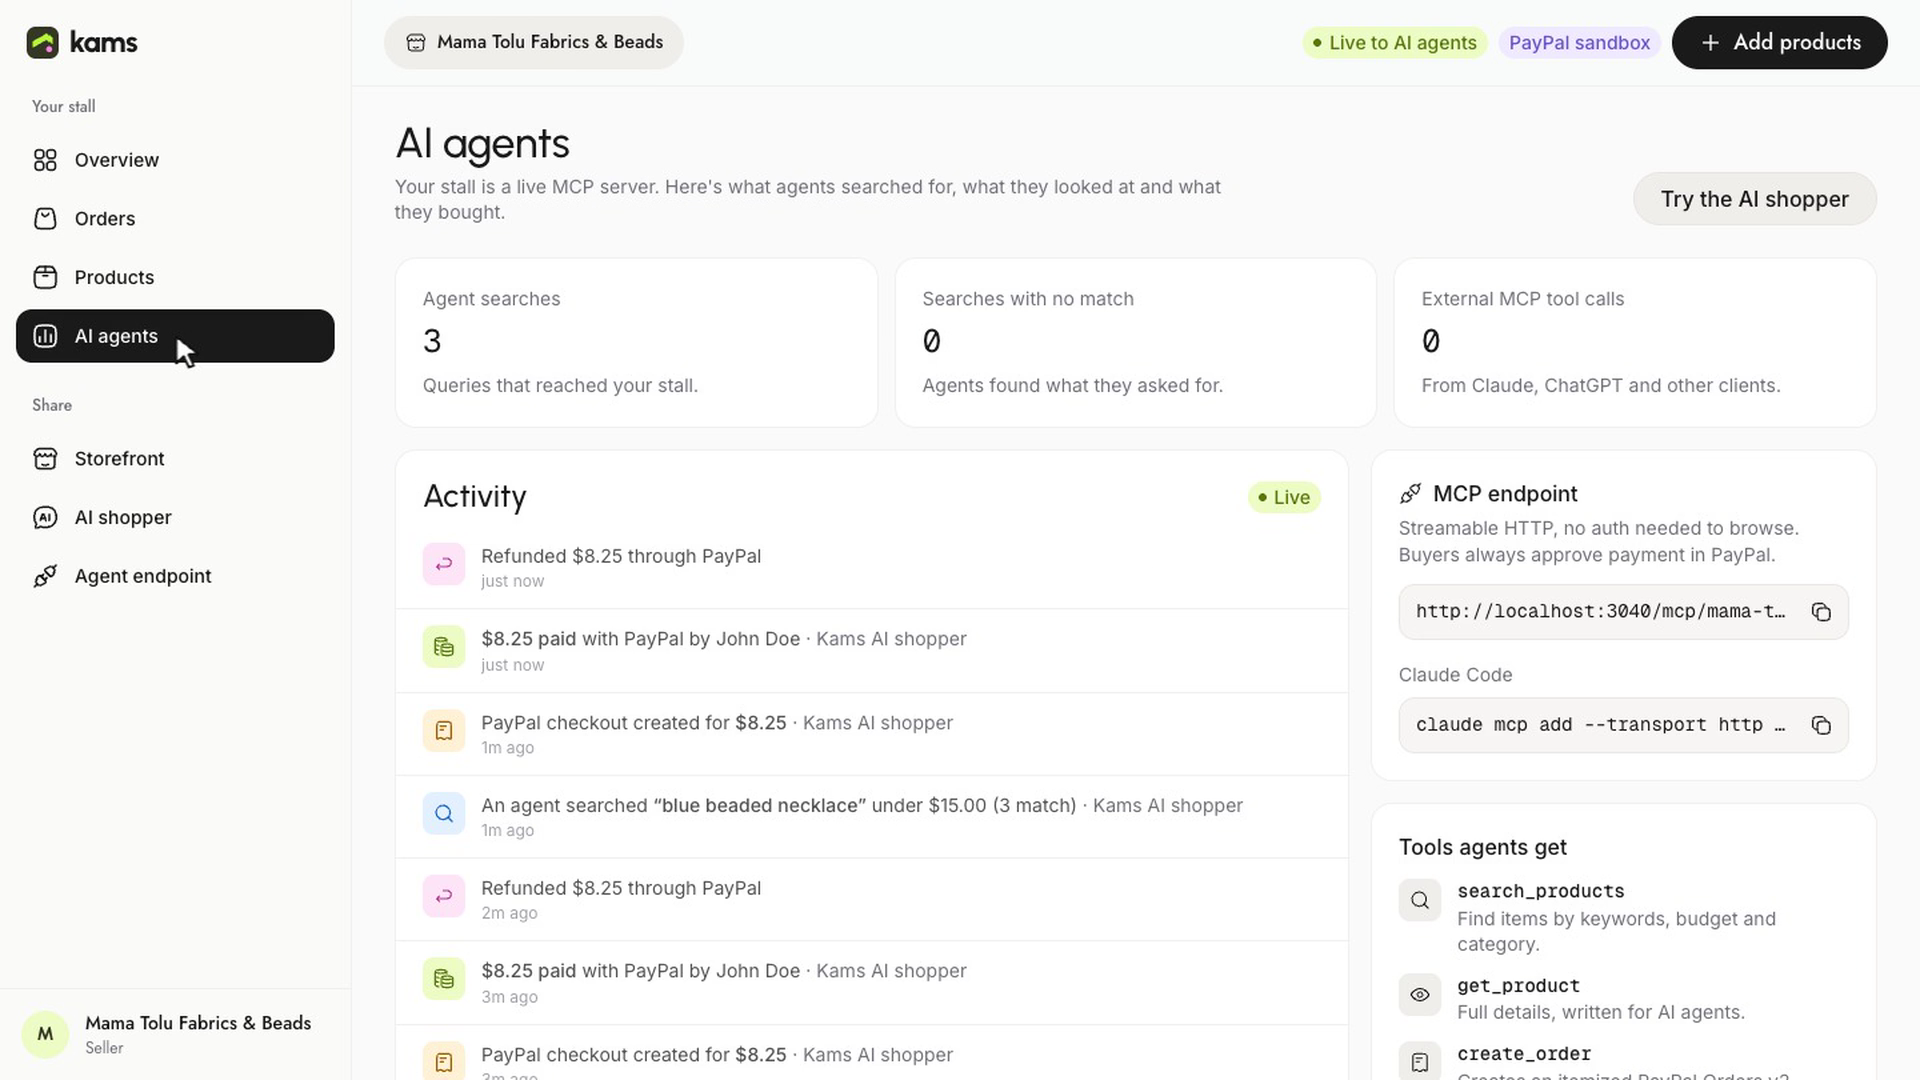 kams
Mama Tolu Fabrics & Beads
Live to AI agents
PayPal sandbox
Add products
Your stall
Overview
Orders
Products
AI agents
Share
Storefront
AI shopper
Agent endpoint
M
Mama Tolu Fabrics & Beads
Seller
AI agents
Your stall is a live MCP server. Here's what agents searched for, what they looked at and what
they bought.
Try the AI shopper
Agent searches
3
Queries that reached your stall.
Searches with no match
0
Agents found what they asked for.
External MCP tool calls
0
From Claude, ChatGPT and other clients.
Activity
Live
Refunded $8.25 through PayPal
just now
$8.25 paid with PayPal by John Doe · Kams AI shopper
just now
PayPal checkout created for $8.25 · Kams AI shopper
1m ago
An agent searched “blue beaded necklace” under $15.00 (3 match) · Kams AI shopper
1m ago
Refunded $8.25 through PayPal
2m ago
$8.25 paid with PayPal by John Doe · Kams AI shopper
3m ago
PayPal checkout created for $8.25 · Kams AI shopper
3m ago
MCP endpoint
Streamable HTTP, no auth needed to browse.
Buyers always approve payment in PayPal.
http://localhost:3040/mcp/mama-t…
Claude Code
claude mcp add --transport http …
Tools agents get
search_products
Find items by keywords, budget and
category.
get_product
Full details, written for AI agents.
create_order
Creates an itemized PayPal Orders v2